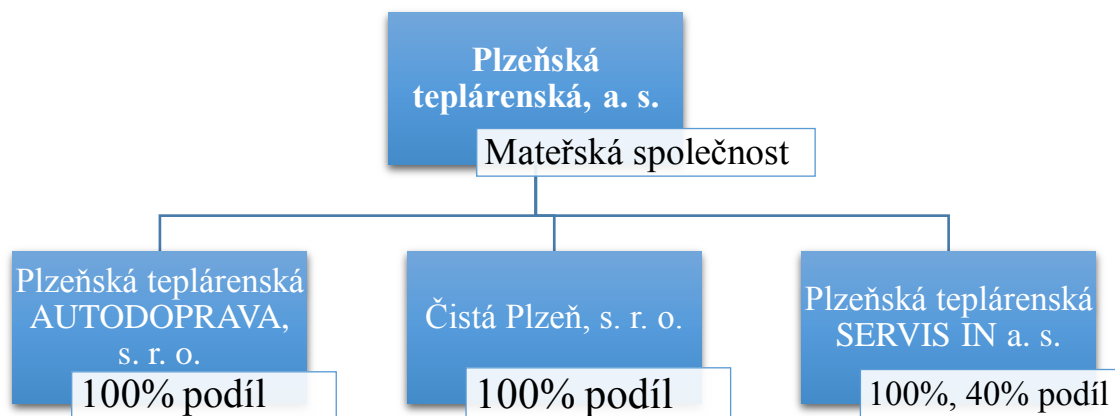 Plzeňská
teplárenská, a. s.
Mateřská společnost
Plzeňská teplárenská
AUTODOPRAVA,
s. r. o.
100% podíl
Čistá Plzeň, s. r. o.
100% podíl
Plzeňská teplárenská
SERVIS IN a. s.
100%, 40% podíl